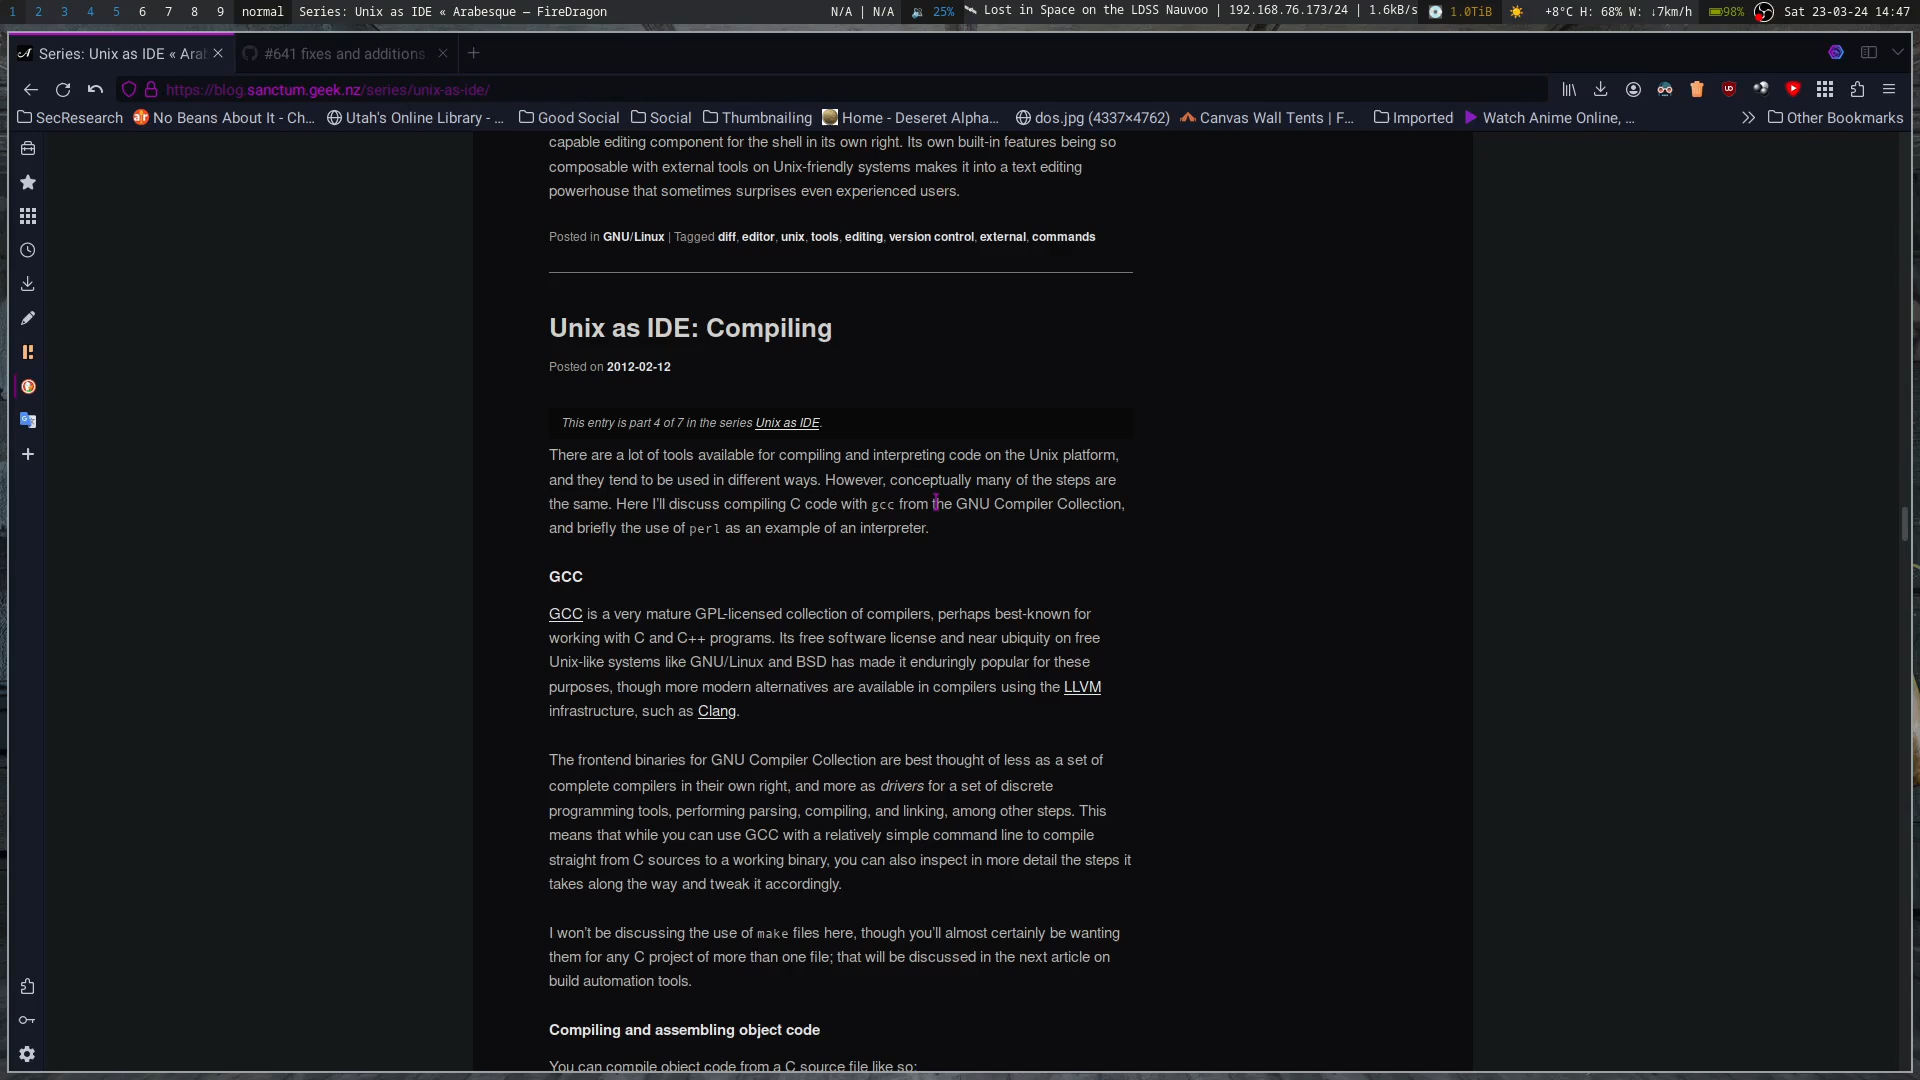 1 2 3 4 5 6 7 8 9 normal Series: Unix as IDE « Arabesque — FireDragon N/A | N/A 25% Lost in Space on the LDSS Nauvoo | 192.168.76.173/24 | 1.6kB/s 1.0TiB +8°C H: 68% W: ↓7km/h 98% Sat 23-03-24 14:47
Series: Unix as IDE « Ara #641 fixes and additions
https://blog.sanctum.geek.nz/series/unix-as-ide/
SecResearch No Beans About It - Ch... Utah's Online Library - ... Good Social Social Thumbnailing Home - Deseret Alpha... dos.jpg (4337×4762) Canvas Wall Tents | F... Imported Watch Anime Online, ... Other Bookmarks
capable editing component for the shell in its own right. Its own built-in features being so
composable with external tools on Unix-friendly systems makes it into a text editing
powerhouse that sometimes surprises even experienced users.
Posted in GNU/Linux | Tagged diff, editor, unix, tools, editing, version control, external, commands
Unix as IDE: Compiling
Posted on 2012-02-12
This entry is part 4 of 7 in the series Unix as IDE.
There are a lot of tools available for compiling and interpreting code on the Unix platform,
and they tend to be used in different ways. However, conceptually many of the steps are
the same. Here I'll discuss compiling C code with gcc from the GNU Compiler Collection,
and briefly the use of perl as an example of an interpreter.
GCC
GCC is a very mature GPL-licensed collection of compilers, perhaps best-known for
working with C and C++ programs. Its free software license and near ubiquity on free
Unix-like systems like GNU/Linux and BSD has made it enduringly popular for these
purposes, though more modern alternatives are available in compilers using the LLVM
infrastructure, such as Clang.
The frontend binaries for GNU Compiler Collection are best thought of less as a set of
complete compilers in their own right, and more as drivers for a set of discrete
programming tools, performing parsing, compiling, and linking, among other steps. This
means that while you can use GCC with a relatively simple command line to compile
straight from C sources to a working binary, you can also inspect in more detail the steps it
takes along the way and tweak it accordingly.
I won't be discussing the use of make files here, though you'll almost certainly be wanting
them for any C project of more than one file; that will be discussed in the next article on
build automation tools.
Compiling and assembling object code
You can compile object code from a C source file like so: